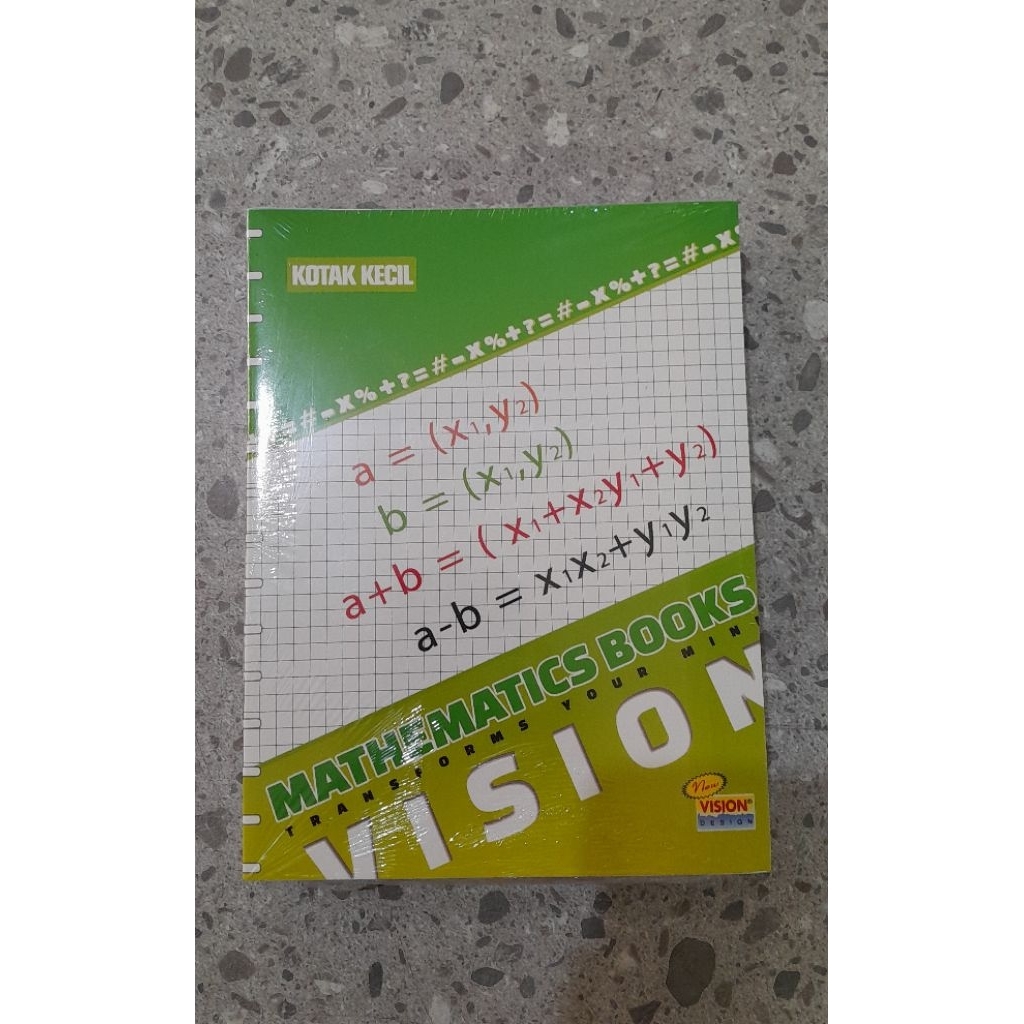 KOTAK KECIL
=#-x%+?=#-x%+?=#-x%+?=#-x
a = (x₁,y₂)
b = (x₁,y₂)
a+b = ( x₁+x₂y₁+y₂)
a-b = x₁x₂+y₁y₂
MATHEMATICS BOOKS
TRANSFORMS YOUR MIN
VISION
New
VISION®
DESIGN